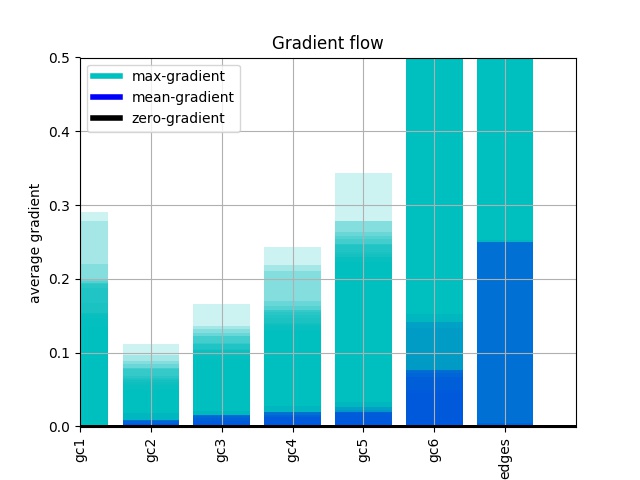 Gradient flow
max-gradient
mean-gradient
zero-gradient
average gradient
0.5
0.4
0.3
0.2
0.1
0.0
gc1 gc2 gc3 gc4 gc5 gc6 edges